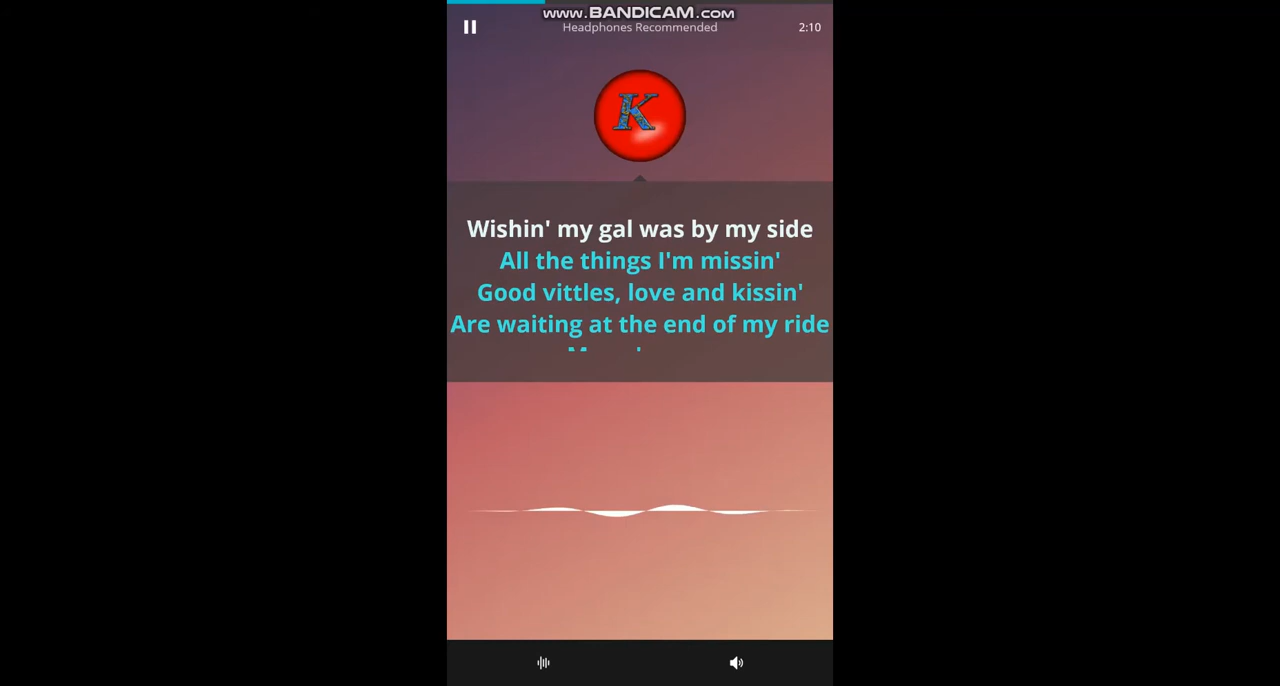 www.BANDICAM.com
Headphones Recommended
2:10
K
Wishin' my gal was by my side
All the things I'm missin'
Good vittles, love and kissin'
Are waiting at the end of my ride